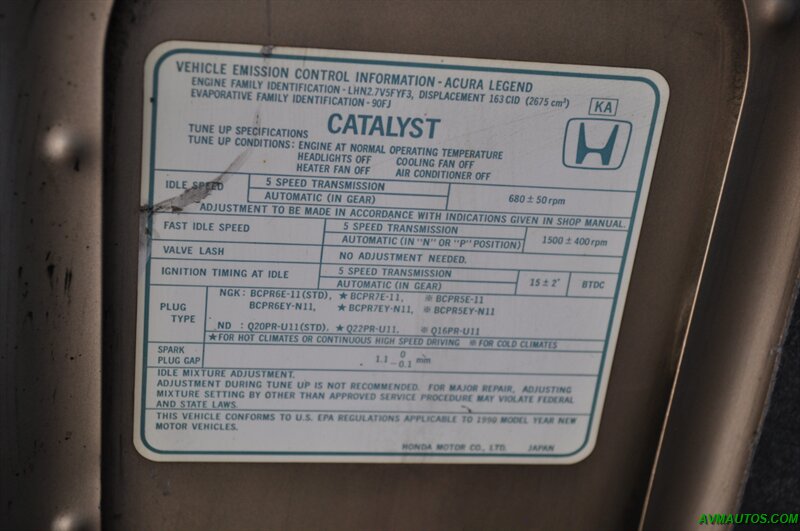 VEHICLE EMISSION CONTROL INFORMATION - ACURA LEGEND
ENGINE FAMILY IDENTIFICATION - LHN2.7V5FYF3, DISPLACEMENT 163 CID (2675 cm³)
EVAPORATIVE FAMILY IDENTIFICATION - 90FJ
KA
CATALYST
TUNE UP SPECIFICATIONS
TUNE UP CONDITIONS: ENGINE AT NORMAL OPERATING TEMPERATURE
HEADLIGHTS OFF COOLING FAN OFF
HEATER FAN OFF AIR CONDITIONER OFF
IDLE SPEED 5 SPEED TRANSMISSION 680 ± 50 rpm
AUTOMATIC (IN GEAR)
ADJUSTMENT TO BE MADE IN ACCORDANCE WITH INDICATIONS GIVEN IN SHOP MANUAL.
FAST IDLE SPEED 5 SPEED TRANSMISSION 1500 ± 400 rpm
AUTOMATIC (IN "N" OR "P" POSITION)
VALVE LASH NO ADJUSTMENT NEEDED.
IGNITION TIMING AT IDLE 5 SPEED TRANSMISSION 15 ± 2° BTDC
AUTOMATIC (IN GEAR)
PLUG TYPE NGK : BCPR6E-11 (STD), ★BCPR7E-11, ※BCPR5E-11
BCPR6EY-N11, ★BCPR7EY-N11, ※BCPR5EY-N11
ND : Q20PR-U11 (STD), ★Q22PR-U11, ※Q16PR-U11
★FOR HOT CLIMATES OR CONTINUOUS HIGH SPEED DRIVING ※FOR COLD CLIMATES
SPARK PLUG GAP 1.1 0 -0.1 mm
IDLE MIXTURE ADJUSTMENT.
ADJUSTMENT DURING TUNE UP IS NOT RECOMMENDED. FOR MAJOR REPAIR, ADJUSTING
MIXTURE SETTING BY OTHER THAN APPROVED SERVICE PROCEDURE MAY VIOLATE FEDERAL
AND STATE LAWS.
THIS VEHICLE CONFORMS TO U.S. EPA REGULATIONS APPLICABLE TO 1990 MODEL YEAR NEW
MOTOR VEHICLES.
HONDA MOTOR CO., LTD. JAPAN
AVMAUTOS.COM